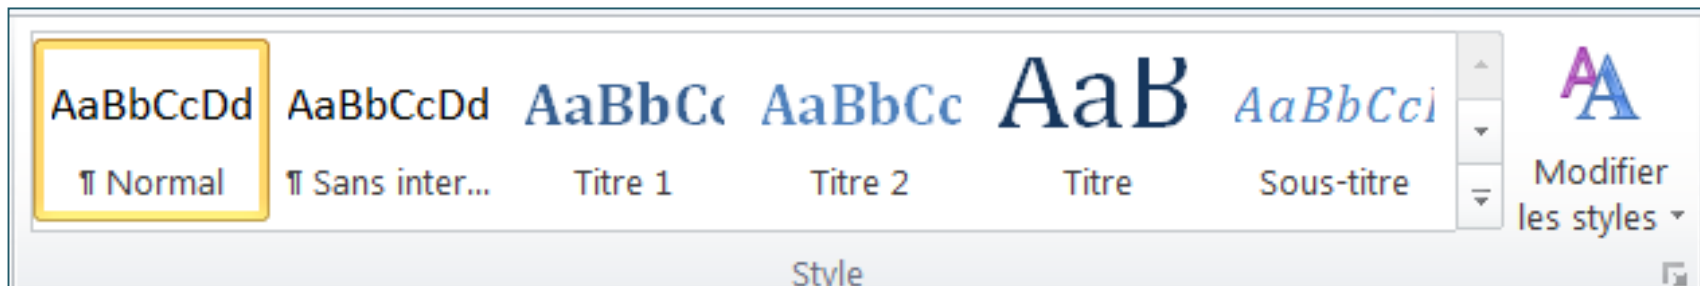 AaBbCcDd AaBbCcDd AaBbCc AaBbCc AaB AaBbCcI
¶ Normal ¶ Sans inter... Titre 1 Titre 2 Titre Sous-titre
Modifier
les styles
Style